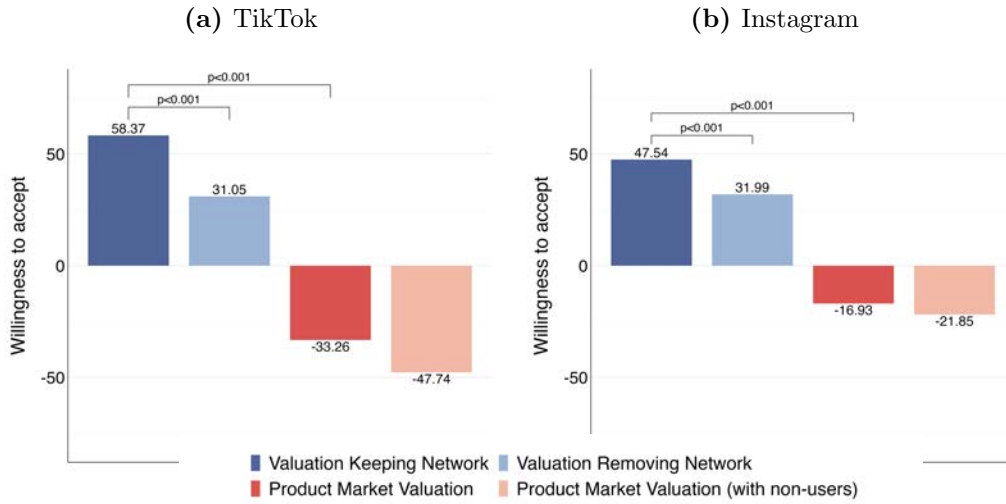 (a) TikTok
p<0.001
p<0.001
58.37
31.05
-33.26
-47.74
50
0
-50
Willingness to accept
(b) Instagram
p<0.001
p<0.001
47.54
31.99
-16.93
-21.85
50
0
-50
Willingness to accept
Valuation Keeping Network
Valuation Removing Network
Product Market Valuation
Product Market Valuation (with non-users)